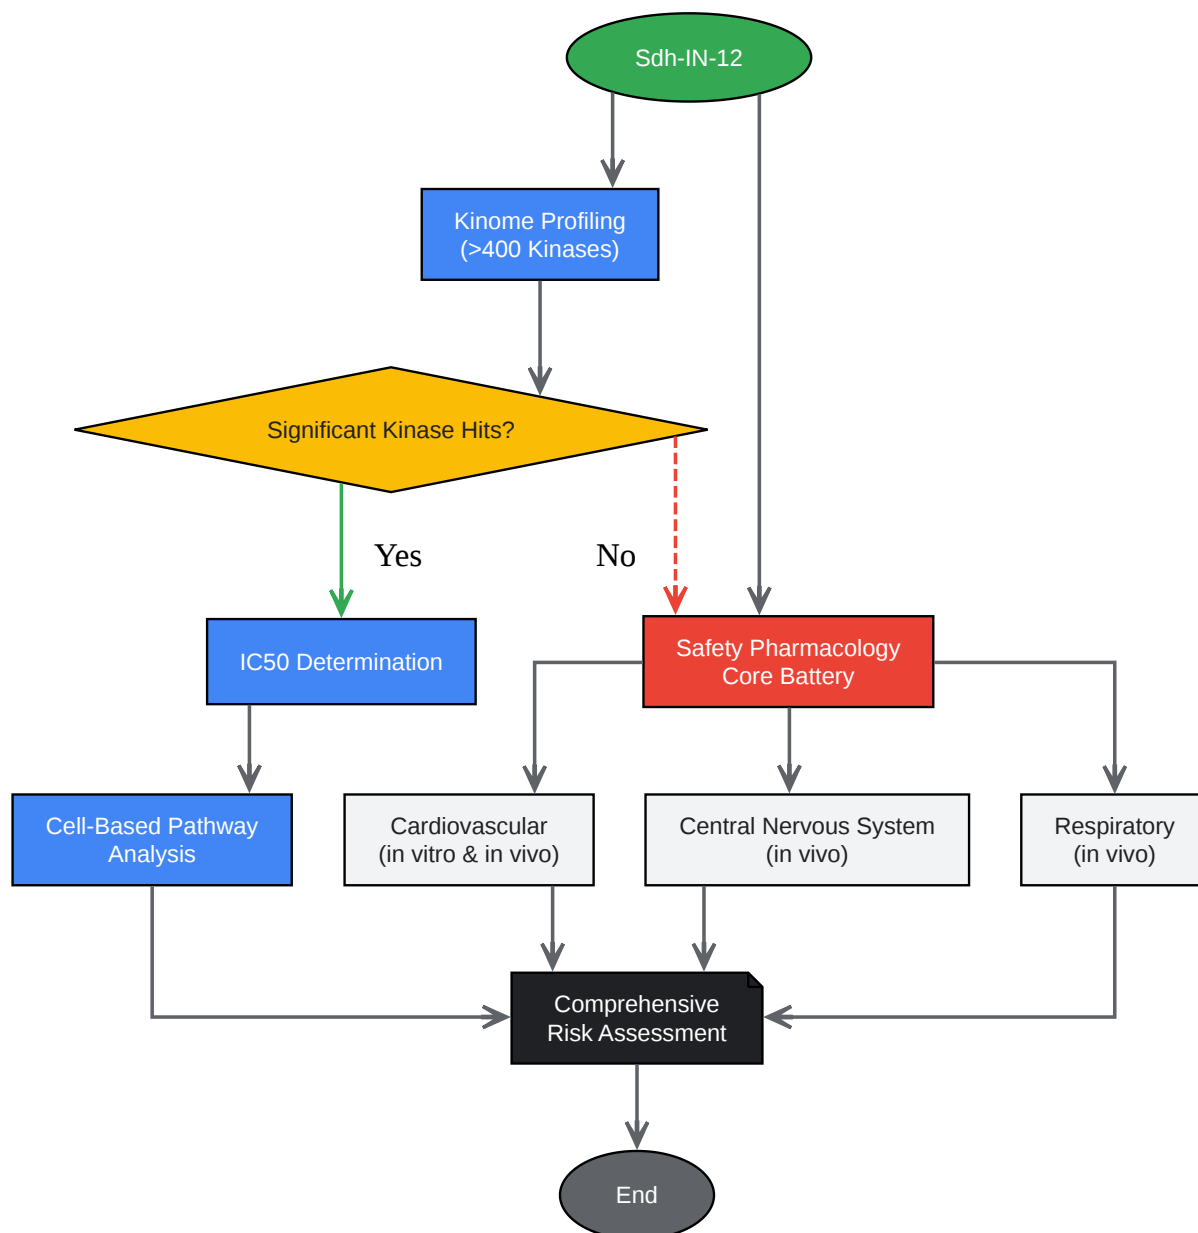 Sdh-IN-12
Kinome Profiling
(>400 Kinases)
Significant Kinase Hits?
Yes
No
IC50 Determination
Safety Pharmacology
Core Battery
Cell-Based Pathway
Analysis
Cardiovascular
(in vitro & in vivo)
Central Nervous System
(in vivo)
Respiratory
(in vivo)
Comprehensive
Risk Assessment
End